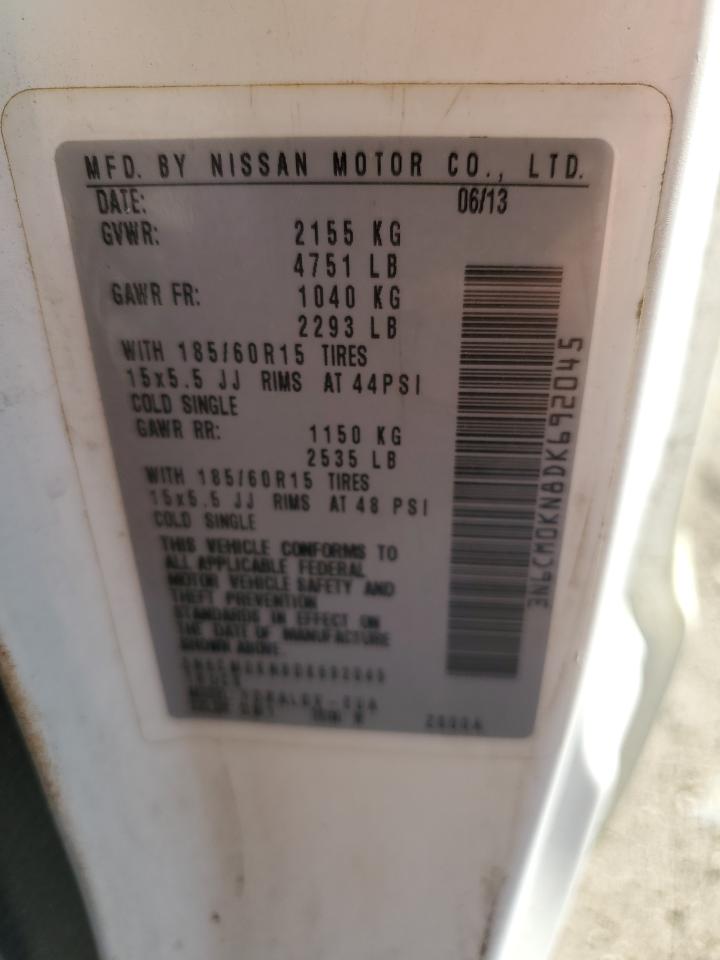 MFD. BY NISSAN MOTOR CO., LTD.
DATE: 06/13
GVWR: 2155 KG
4751 LB
GAWR FR: 1040 KG
2293 LB
WITH 185/60R15 TIRES
15x5.5 JJ RIMS AT 44PSI
COLD SINGLE
GAWR RR: 1150 KG
2535 LB
WITH 185/60R15 TIRES
15x5.5 JJ RIMS AT 48 PSI
COLD SINGLE
THIS VEHICLE CONFORMS TO
ALL APPLICABLE FEDERAL
MOTOR VEHICLE SAFETY AND
THEFT PREVENTION
STANDARDS IN EFFECT ON
THE DATE OF MANUFACTURE
SHOWN ABOVE.
TRUCK
MODEL:
3N6CM0KN8DK692045